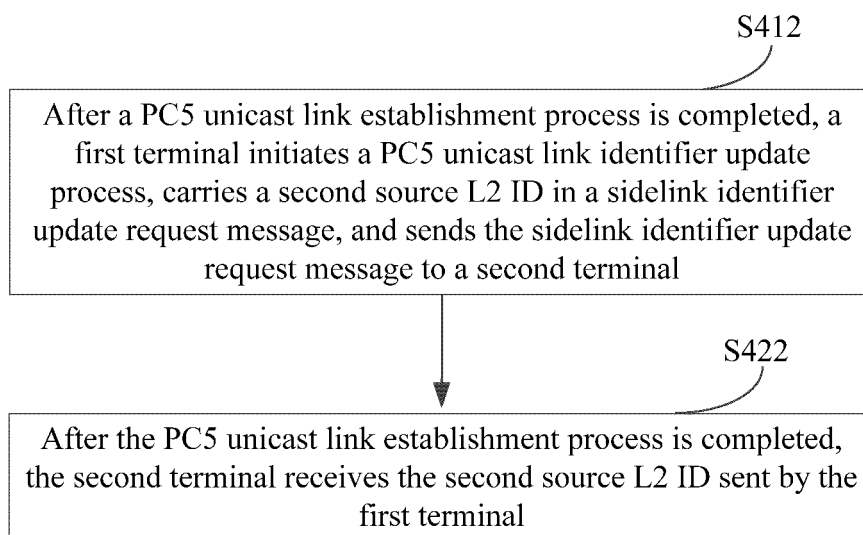 S412
After a PC5 unicast link establishment process is completed, a
first terminal initiates a PC5 unicast link identifier update
process, carries a second source L2 ID in a sidelink identifier
update request message, and sends the sidelink identifier update
request message to a second terminal
S422
After the PC5 unicast link establishment process is completed,
the second terminal receives the second source L2 ID sent by the
first terminal